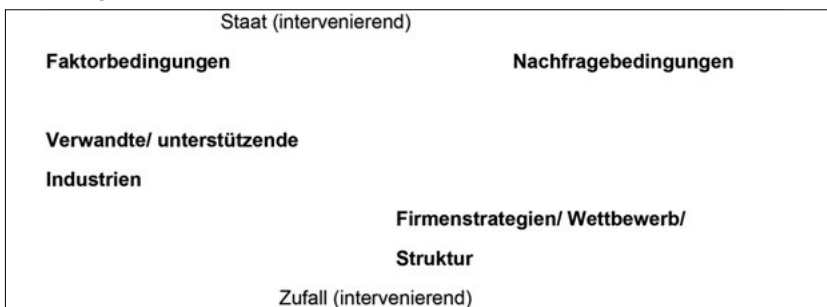 Staat (intervenierend)
Faktorbedingungen Nachfragebedingungen
Verwandte/ unterstützende
Industrien
Firmenstrategien/ Wettbewerb/
Struktur
Zufall (intervenierend)